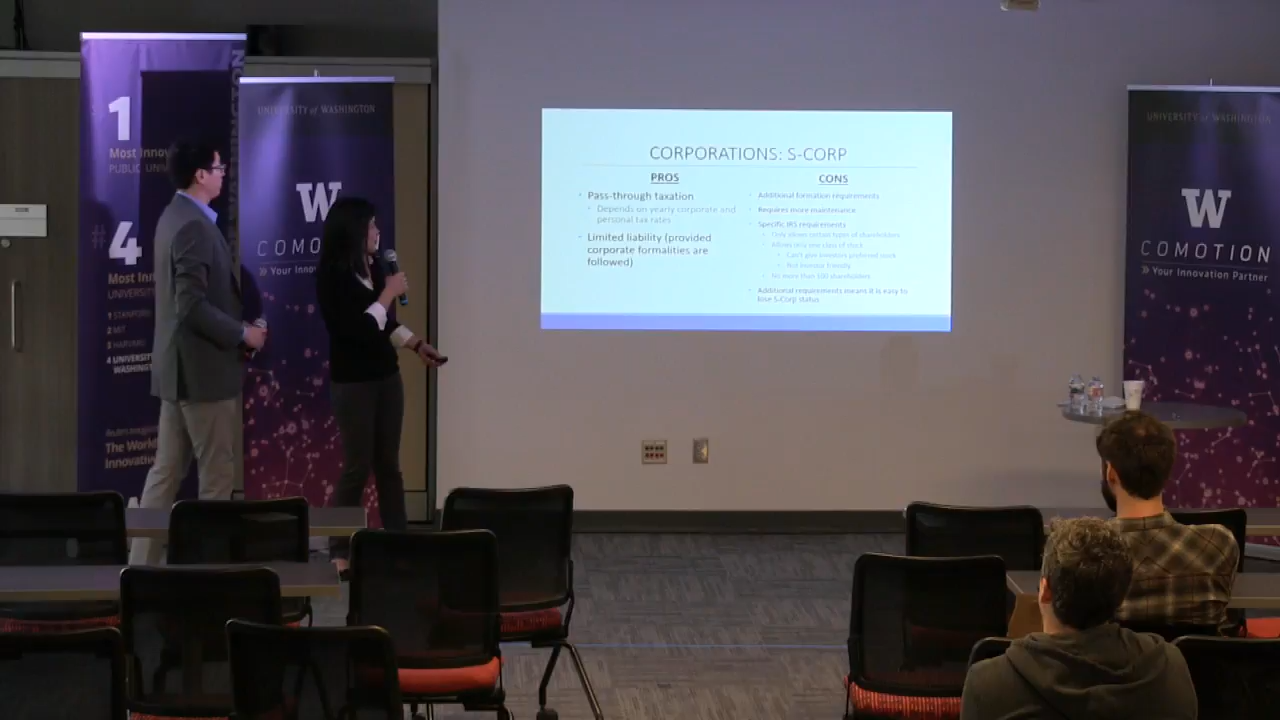 1
Most Innov
PUBLIC UNIV
#4
Most Inn
UNIVERSIT
1 STANFORD
2 MIT
3 HARVARD
4 UNIVERSITY
WASHINGTON
The World
Innovativ
UNIVERSITY of WASHINGTON
W
COMO
Your Innov
CORPORATIONS: S-CORP
PROS
Pass-through taxation
Depends on yearly corporate and
personal tax rates
Limited liability (provided
corporate formalities are
followed)
CONS
Additional formation requirements
Requires more maintenance
Specific IRS requirements
Only allows certain types of shareholders
Allows only one class of stock
Can't give investors preferred stock
Not investor friendly
No more than 100 shareholders
Additional requirements means it is easy to
lose S-Corp status
UNIVERSITY of WASHINGTON
W
COMOTION
Your Innovation Partner